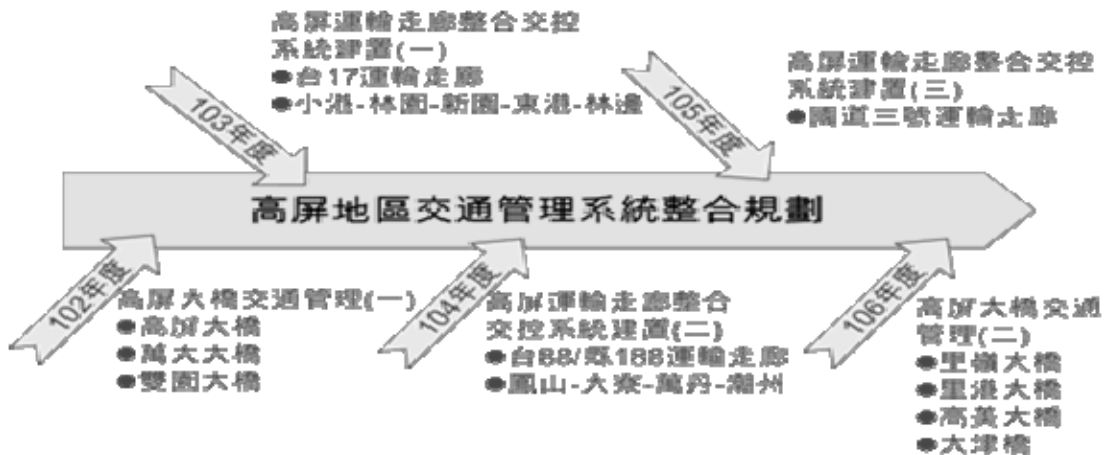 高屏運輸走廊整合交控
系統建置(一)
●台17運輸走廊
●小港-林園-新園-東港-林邊
103年度
高屏運輸走廊整合交控
系統建置(三)
●國道三號運輸走廊
105年度
高屏地區交通管理系統整合規劃
102年度
高屏大橋交通管理(一)
●高屏大橋
●萬大大橋
●雙園大橋
104年度
高屏運輸走廊整合
交控系統建置(二)
●台88/縣188運輸走廊
●鳳山-大寮-萬丹-潮州
106年度
高屏大橋交通
管理(二)
●里嶺大橋
●里港大橋
●高美大橋
●大津橋